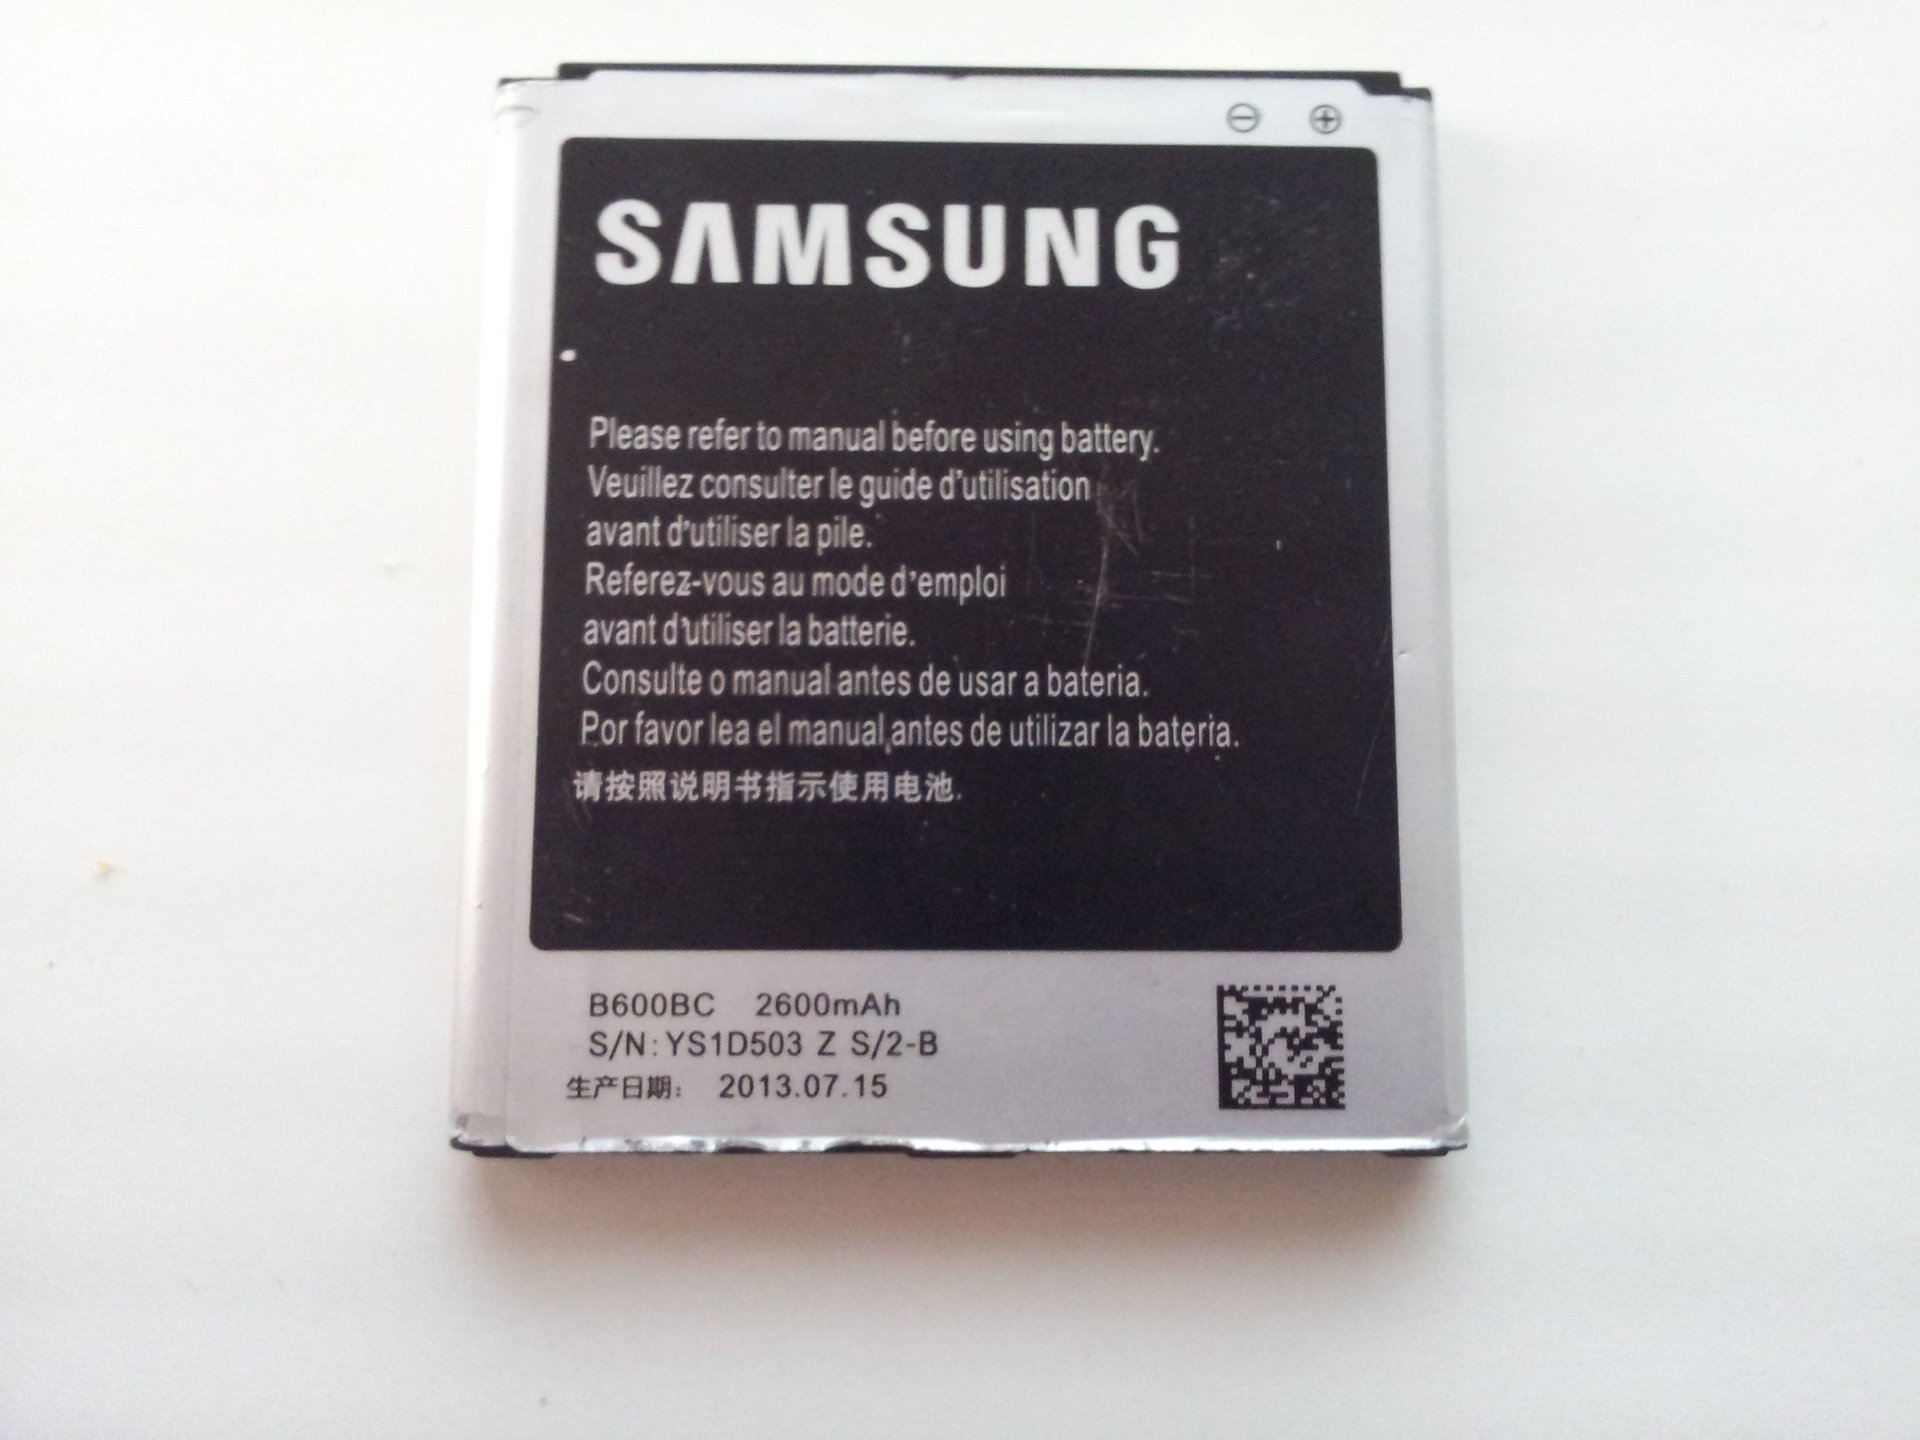 ⊖ ⊕
SAMSUNG
Please refer to manual before using battery.
Veuillez consulter le guide d'utilisation
avant d'utiliser la pile.
Referez-vous au mode d'emploi
avant d'utiliser la batterie.
Consulte o manual antes de usar a bateria.
Por favor lea el manual,antes de utilizar la bateria.
请按照说明书指示使用电池.
B600BC 2600mAh
S/N:YS1D503 Z S/2-B
生产日期: 2013.07.15